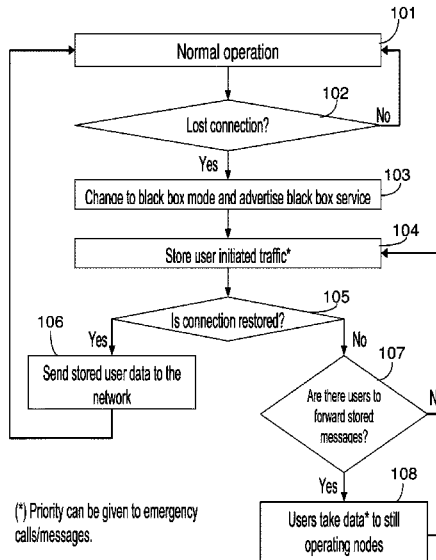 101
Normal operation
102
Lost connection?
No
Yes
103
Change to black box mode and advertise black box service
104
Store user initiated traffic*
105
Is connection restored?
106
Yes
No
107
Send stored user data to the
network
Are there users to
forward stored
messages?
N
Yes
108
Users take data* to still
operating nodes
(*) Priority can be given to emergency
calls/messages.